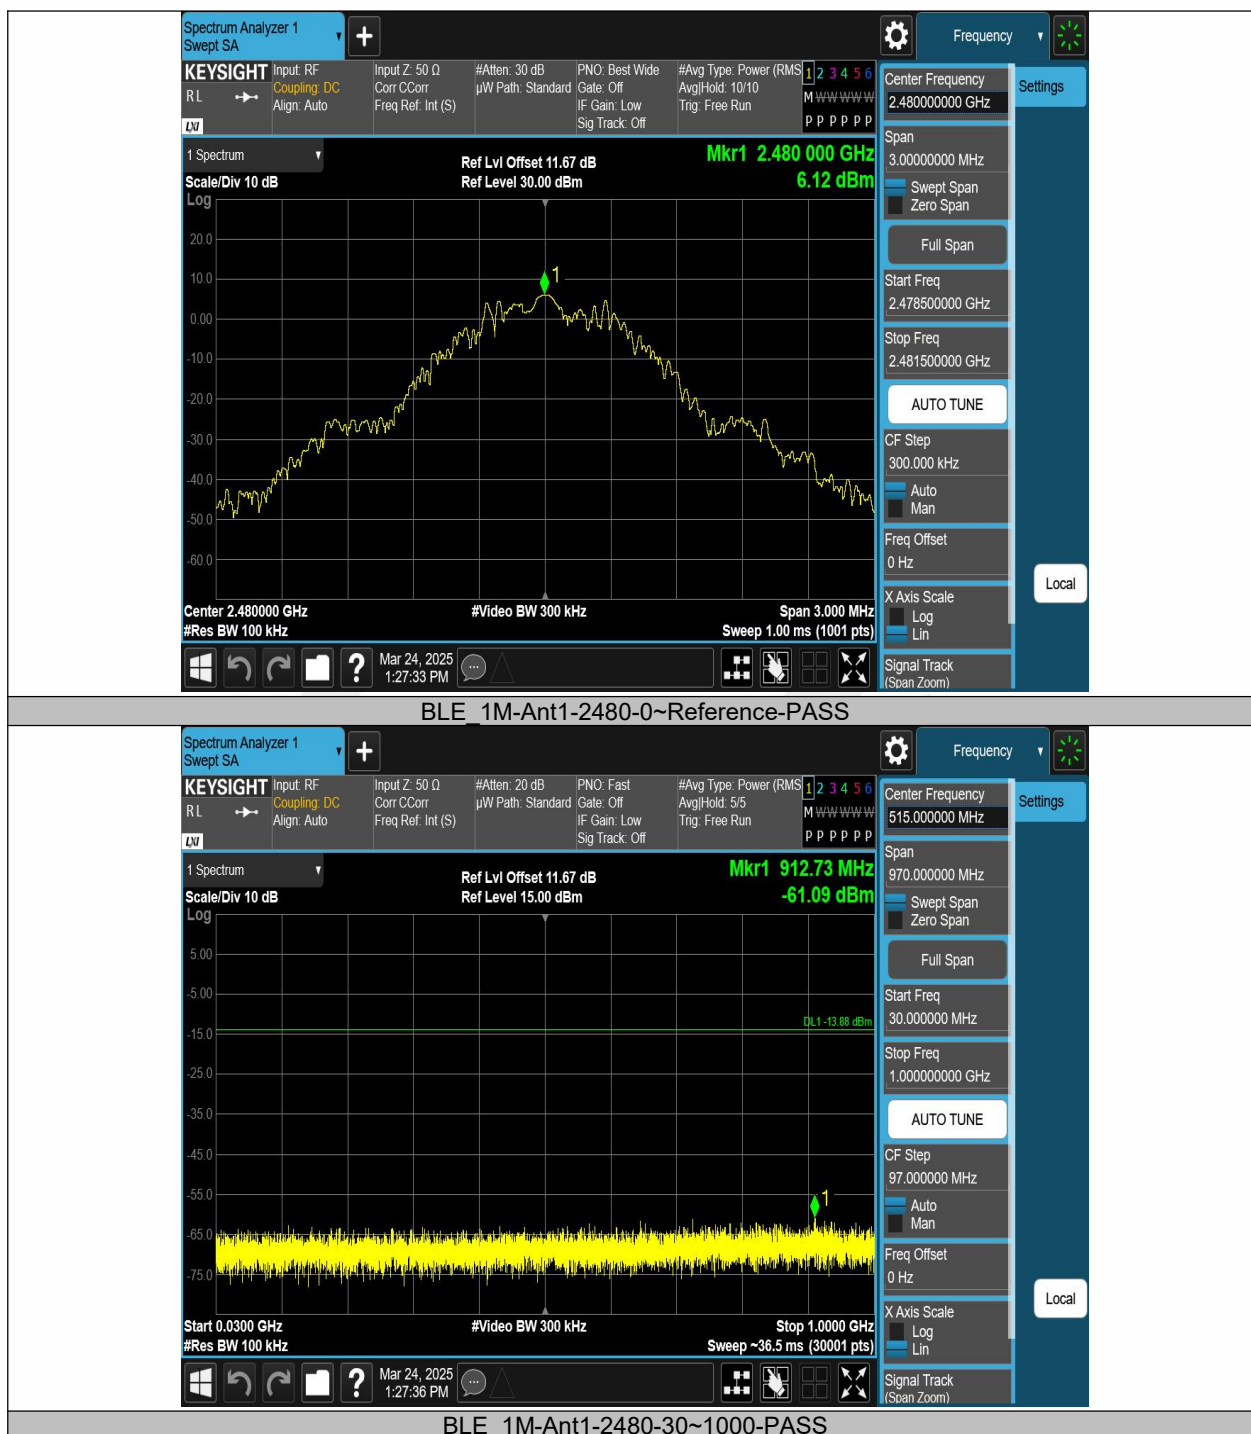 Spectrum Analyzer 1
Swept SA
Frequency
KEYSIGHT
RL
LXI
Input: RF
Coupling: DC
Align: Auto
Input Z: 50 Ω
Corr CCorr
Freq Ref: Int (S)
#Atten: 30 dB
µW Path: Standard
PNO: Best Wide
Gate: Off
IF Gain: Low
Sig Track: Off
#Avg Type: Power (RMS
Avg|Hold: 10/10
Trig: Free Run
1 2 3 4 5 6
M W W W W W
P P P P P P
Center Frequency
2.480000000 GHz
Settings
1 Spectrum
Scale/Div 10 dB
Log
Ref Lvl Offset 11.67 dB
Ref Level 30.00 dBm
Mkr1 2.480 000 GHz
6.12 dBm
20.0
10.0
0.00
-10.0
-20.0
-30.0
-40.0
-50.0
-60.0
1
Center 2.480000 GHz
#Res BW 100 kHz
#Video BW 300 kHz
Span 3.000 MHz
Sweep 1.00 ms (1001 pts)
Span
3.00000000 MHz
Swept Span
Zero Span
Full Span
Start Freq
2.478500000 GHz
Stop Freq
2.481500000 GHz
AUTO TUNE
CF Step
300.000 kHz
Auto
Man
Freq Offset
0 Hz
X Axis Scale
Log
Lin
Signal Track
(Span Zoom)
Local
?
Mar 24, 2025
1:27:33 PM
BLE_1M-Ant1-2480-0~Reference-PASS
Spectrum Analyzer 1
Swept SA
Frequency
KEYSIGHT
RL
LXI
Input: RF
Coupling: DC
Align: Auto
Input Z: 50 Ω
Corr CCorr
Freq Ref: Int (S)
#Atten: 20 dB
µW Path: Standard
PNO: Fast
Gate: Off
IF Gain: Low
Sig Track: Off
#Avg Type: Power (RMS
Avg|Hold: 5/5
Trig: Free Run
1 2 3 4 5 6
M W W W W W
P P P P P P
Center Frequency
515.000000 MHz
Settings
1 Spectrum
Scale/Div 10 dB
Log
Ref Lvl Offset 11.67 dB
Ref Level 15.00 dBm
Mkr1 912.73 MHz
-61.09 dBm
5.00
-5.00
-15.0
-25.0
-35.0
-45.0
-55.0
-65.0
-75.0
DL1 -13.88 dBm
1
Start 0.0300 GHz
#Res BW 100 kHz
#Video BW 300 kHz
Stop 1.0000 GHz
Sweep ~36.5 ms (30001 pts)
Span
970.000000 MHz
Swept Span
Zero Span
Full Span
Start Freq
30.000000 MHz
Stop Freq
1.000000000 GHz
AUTO TUNE
CF Step
97.000000 MHz
Auto
Man
Freq Offset
0 Hz
X Axis Scale
Log
Lin
Signal Track
(Span Zoom)
Local
?
Mar 24, 2025
1:27:36 PM
BLE_1M-Ant1-2480-30~1000-PASS